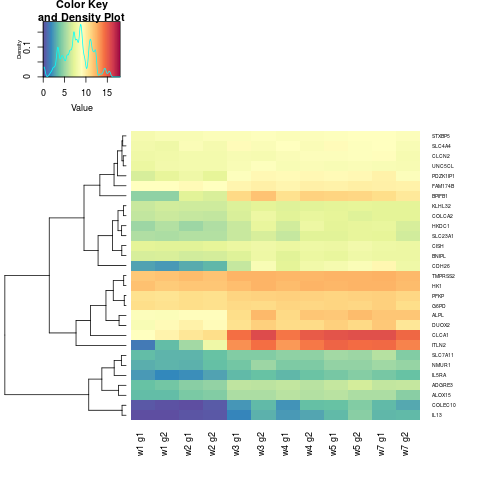 Color Key
and Density Plot
Density
0 0.1
0 5 10 15
Value
STXBP5
SLC4A4
CLCN2
UNC5CL
PDZK1IP1
FAM174B
BPIFB1
KLHL32
COLCA2
HKDC1
SLC23A1
CISH
BNIPL
CDH26
TMPRSS2
HK1
PFKP
G6PD
ALPL
DUOX2
CLCA1
ITLN2
SLC7A11
NMUR1
IL5RA
ADGRE3
ALOX15
COLEC10
IL13
w1 g1
w1 g2
w2 g1
w2 g2
w3 g1
w3 g2
w4 g1
w4 g2
w5 g1
w5 g2
w7 g1
w7 g2